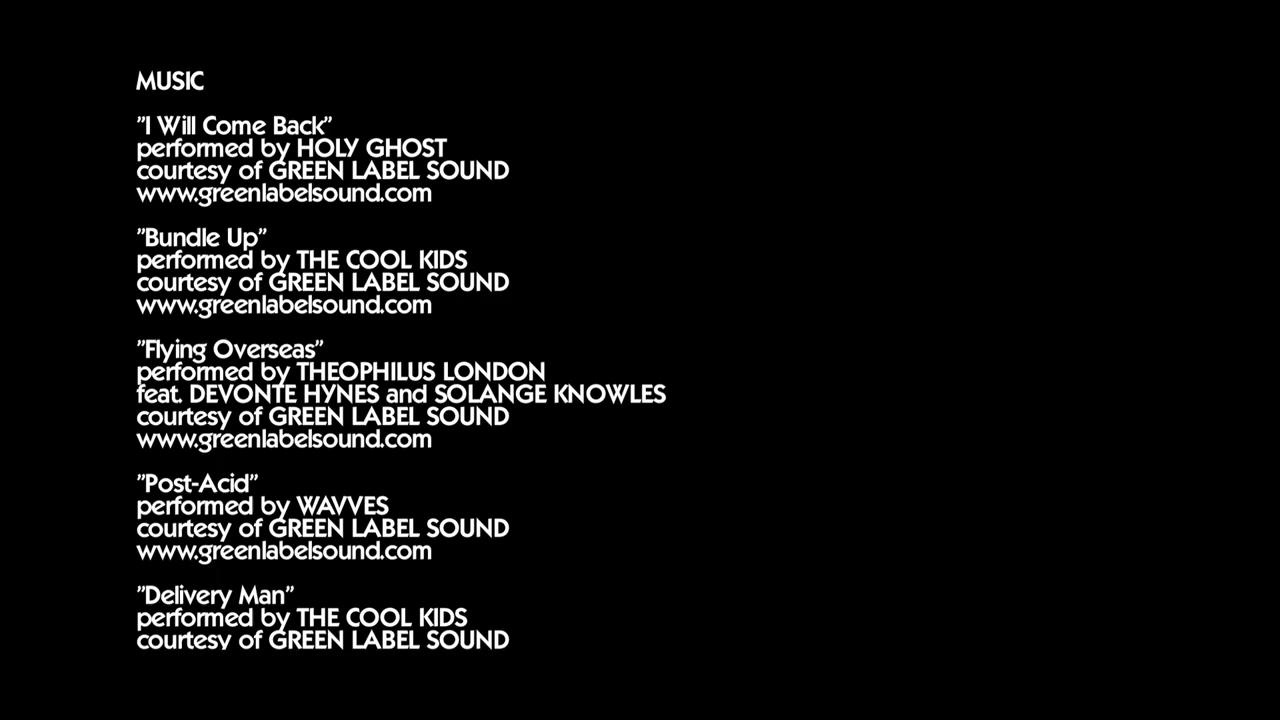 MUSIC
"I Will Come Back"
performed by HOLY GHOST
courtesy of GREEN LABEL SOUND
www.greenlabelsound.com
"Bundle Up"
performed by THE COOL KIDS
courtesy of GREEN LABEL SOUND
www.greenlabelsound.com
"Flying Overseas"
performed by THEOPHILUS LONDON
feat. DEVONTE HYNES and SOLANGE KNOWLES
courtesy of GREEN LABEL SOUND
www.greenlabelsound.com
"Post-Acid"
performed by WAVVES
courtesy of GREEN LABEL SOUND
www.greenlabelsound.com
"Delivery Man"
performed by THE COOL KIDS
courtesy of GREEN LABEL SOUND